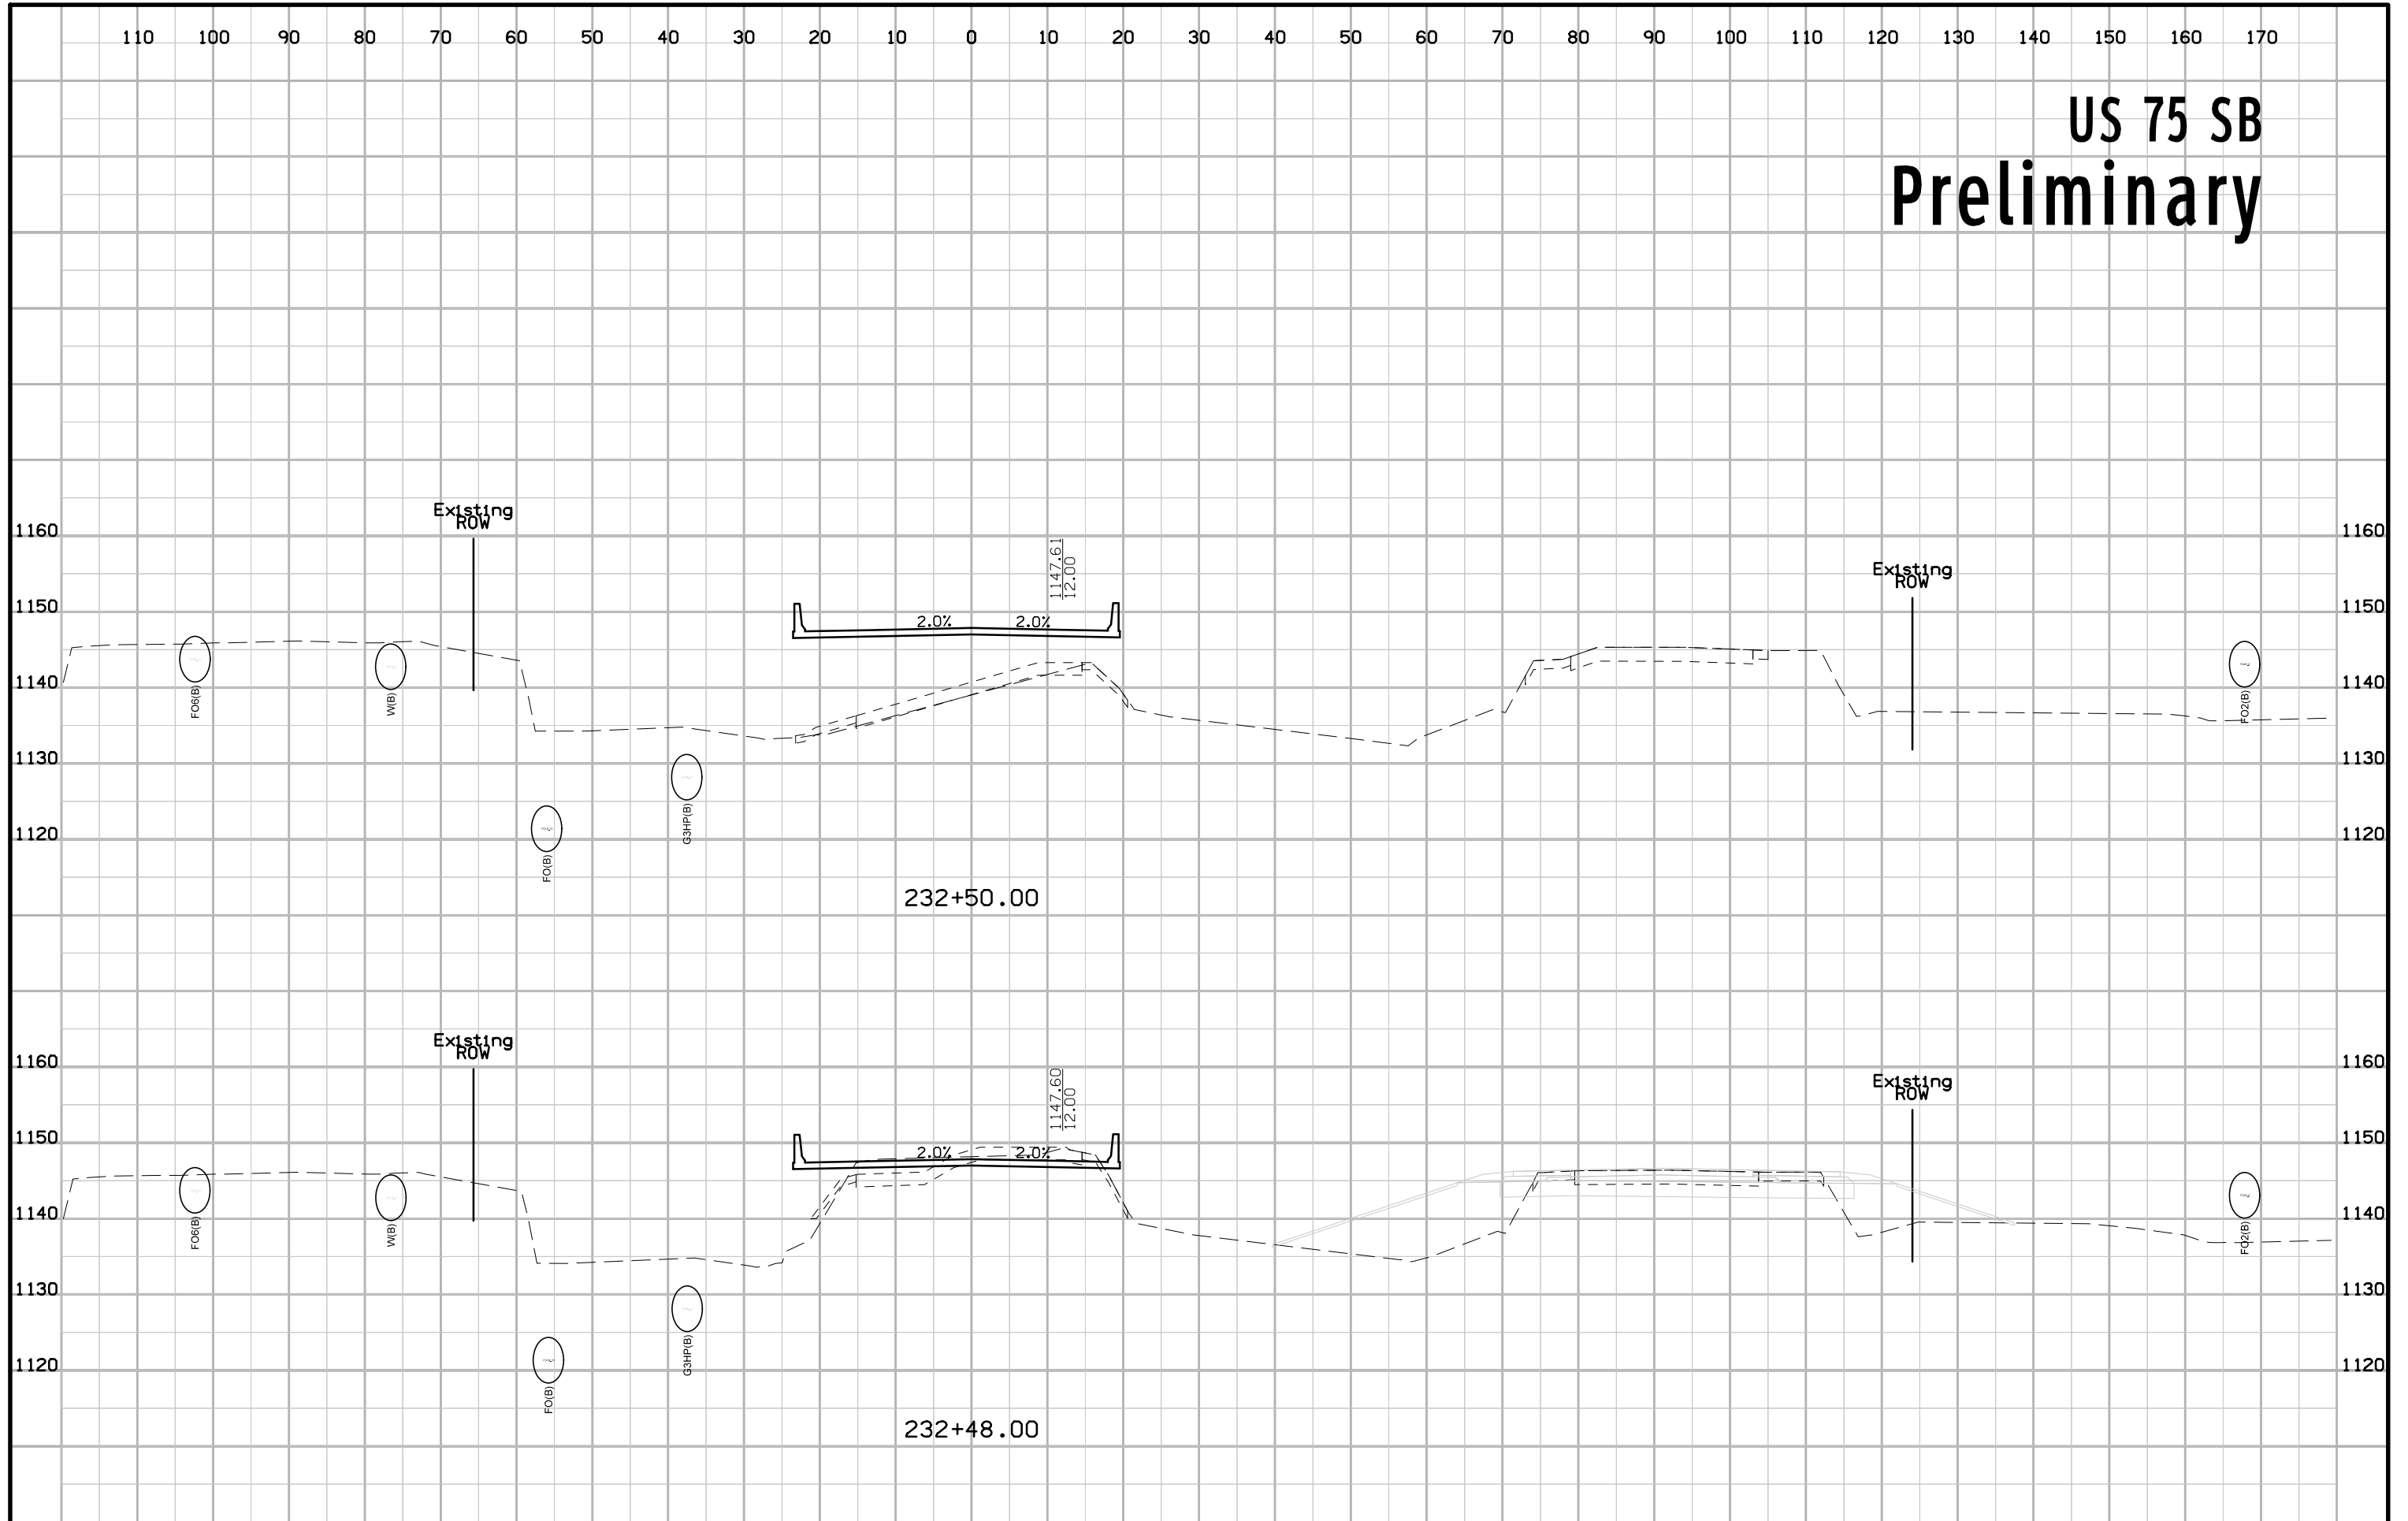 110 100 90 80 70 60 50 40 30 20 10 0 10 20 30 40 50 60 70 80 90 100 110 120 130 140 150 160 170
US 75 SB
Preliminary
Existing
ROW
1160 1160
1147.61
12.00
Existing
ROW
1150 1150
2.0% 2.0%
1140 1140
FO6(B)
W(B)
FO2(B)
1130 1130
G3HP(B)
1120 1120
FO(B)
232+50.00
Existing
ROW
1160 1160
1147.60
12.00
Existing
ROW
1150 1150
2.0% 2.0%
1140 1140
FO6(B)
W(B)
FO2(B)
1130 1130
G3HP(B)
1120 1120
FO(B)
232+48.00